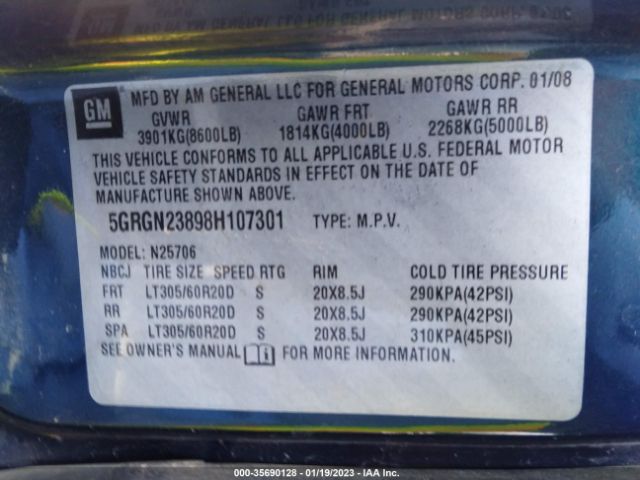 GM
MFD BY AM GENERAL LLC FOR GENERAL MOTORS CORP. 01/08
GVWR GAWR FRT GAWR RR
3901KG(8600LB) 1814KG(4000LB) 2268KG(5000LB)
THIS VEHICLE CONFORMS TO ALL APPLICABLE U.S. FEDERAL MOTOR
VEHICLE SAFETY STANDARDS IN EFFECT ON THE DATE OF
MANUFACTURE SHOWN ABOVE.
5GRGN23898H107301 TYPE: M.P.V.
MODEL: N25706
NBCJ TIRE SIZE SPEED RTG RIM COLD TIRE PRESSURE
FRT LT305/60R20D S 20X8.5J 290KPA(42PSI)
RR LT305/60R20D S 20X8.5J 290KPA(42PSI)
SPA LT305/60R20D S 20X8.5J 310KPA(45PSI)
SEE OWNER'S MANUAL FOR MORE INFORMATION.
000-35690128 - 01/19/2023 - IAA Inc.